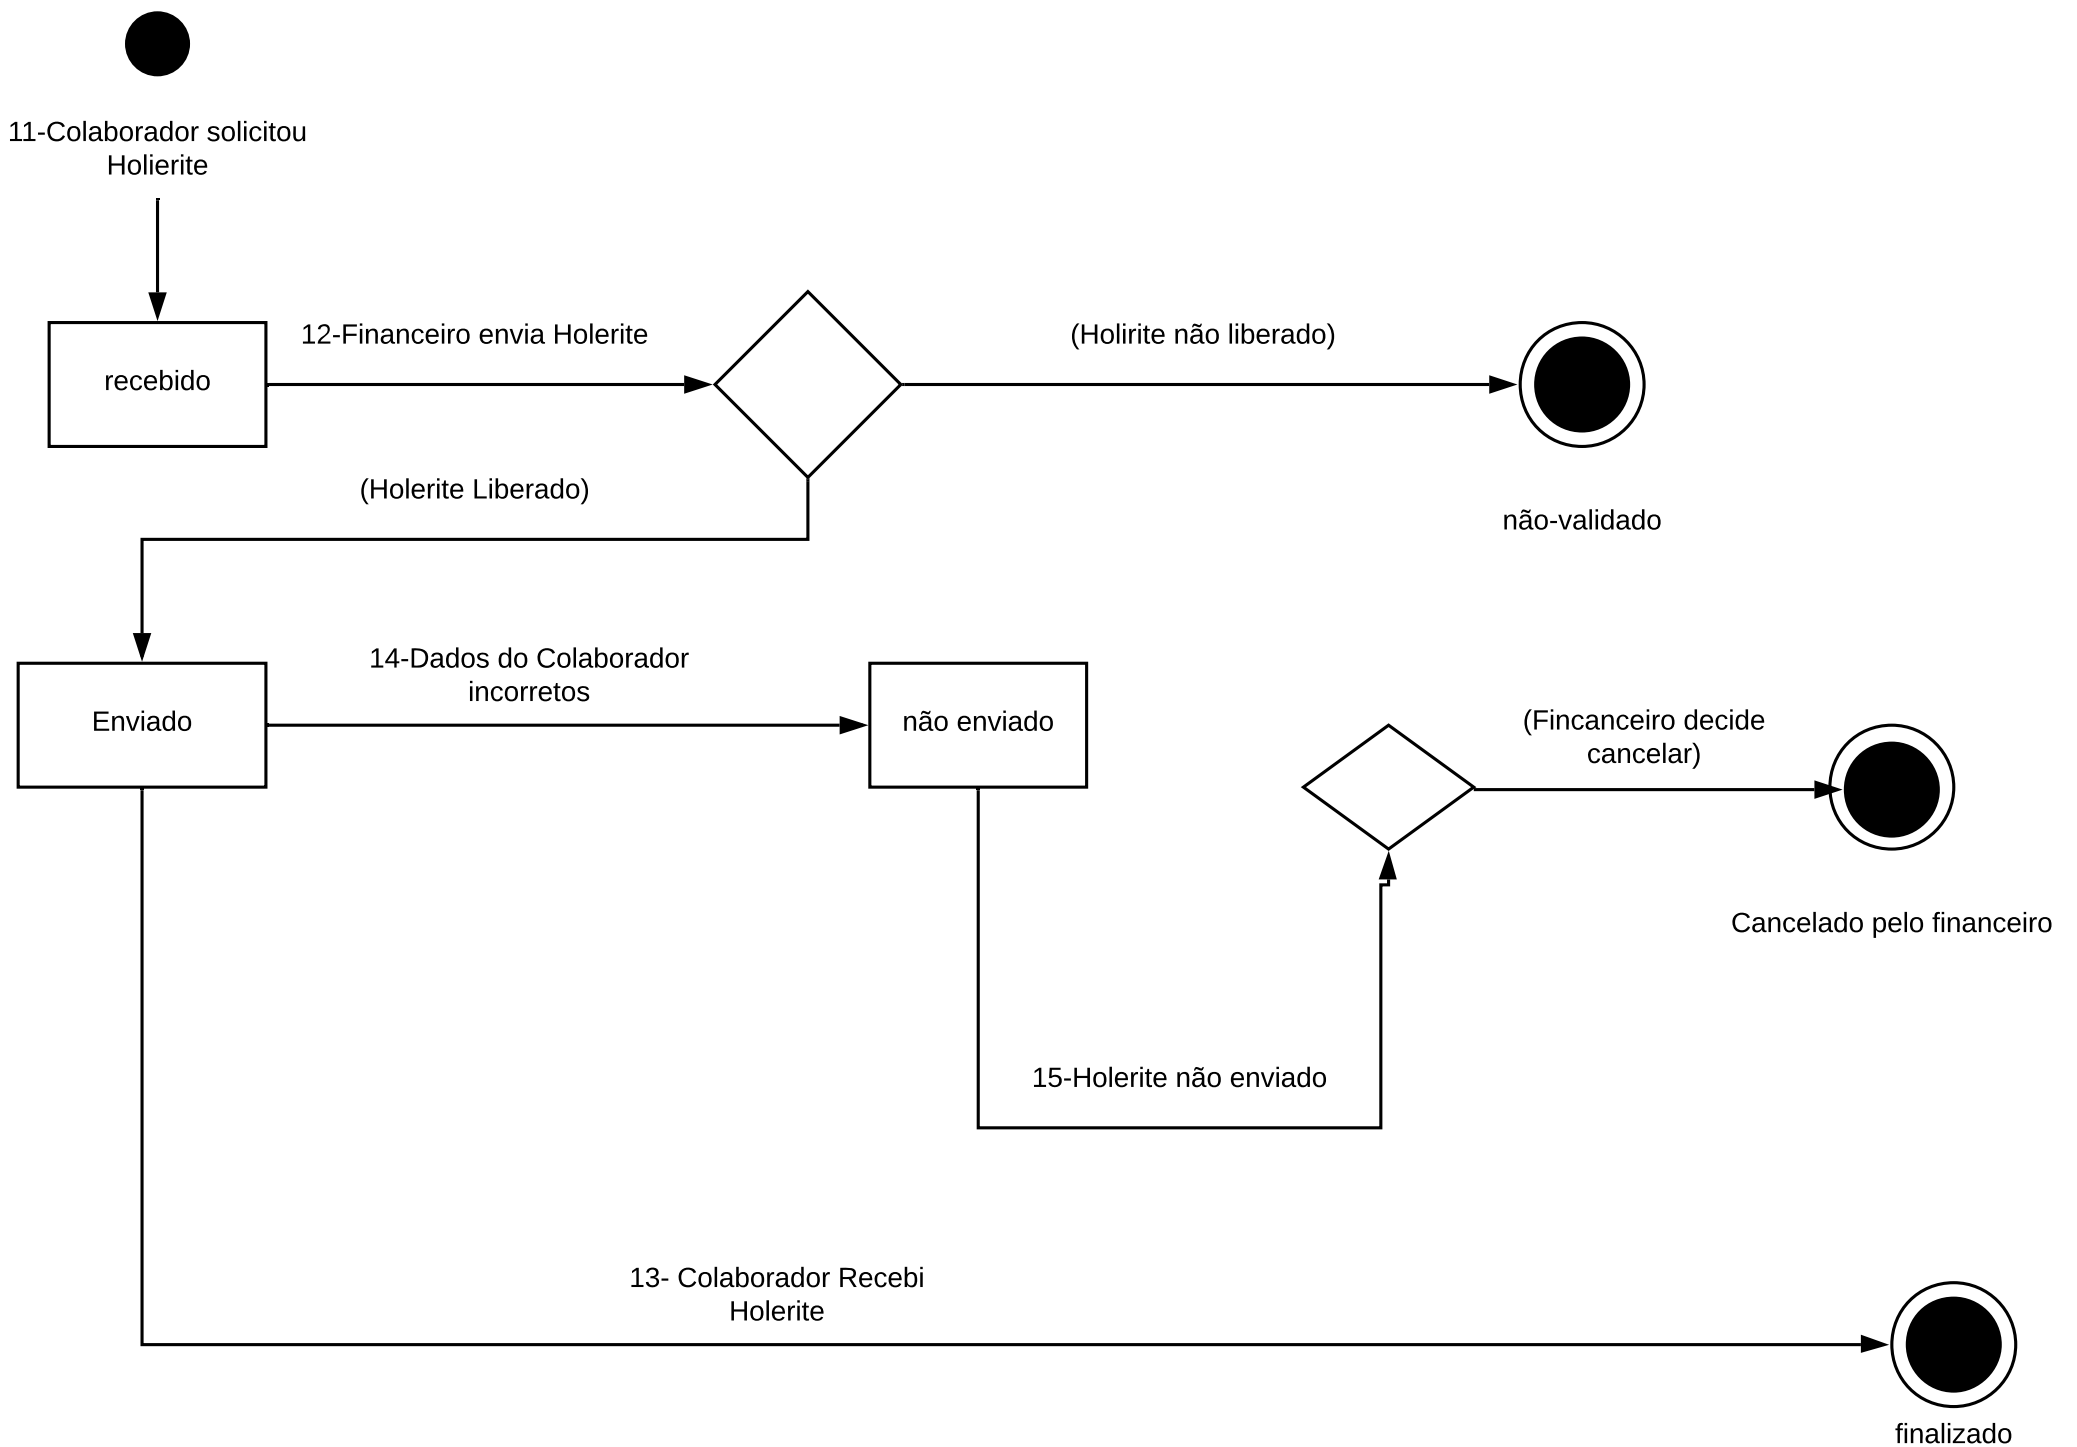 11-Colaborador solicitou
Holierite
recebido
12-Financeiro envia Holerite
(Holirite não liberado)
(Holerite Liberado)
não-validado
Enviado
14-Dados do Colaborador
incorretos
não enviado
(Fincanceiro decide
cancelar)
Cancelado pelo financeiro
15-Holerite não enviado
13- Colaborador Recebi
Holerite
finalizado